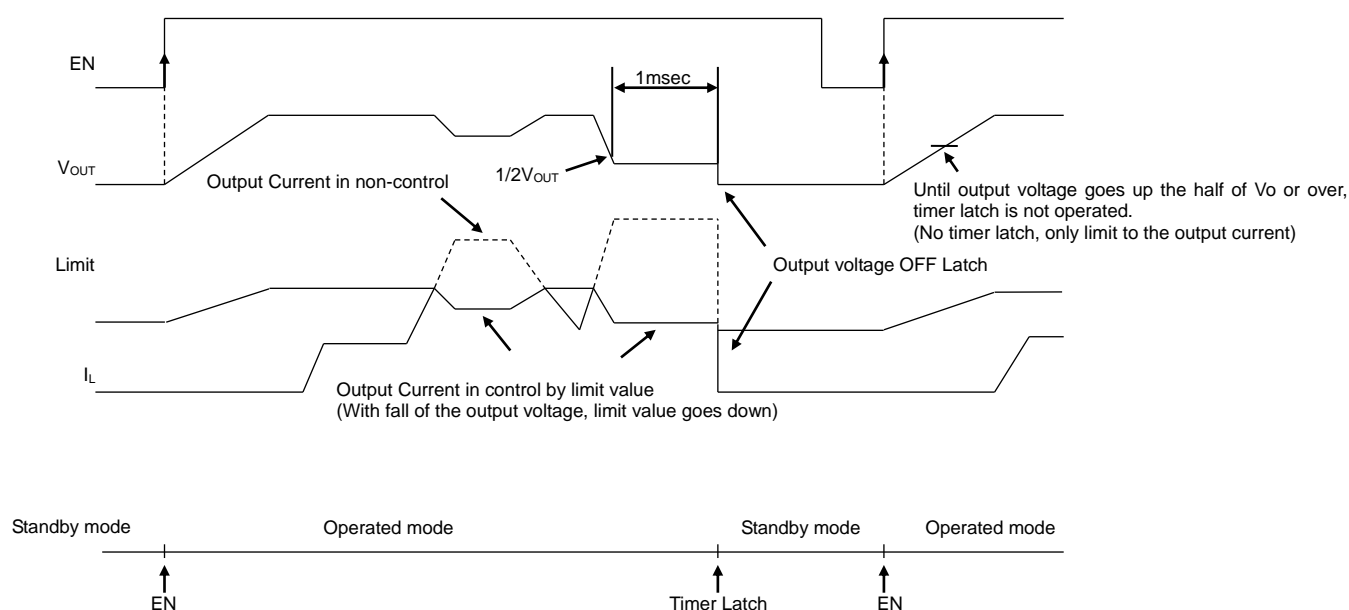 EN
1msec
VOUT
1/2VOUT
Output Current in non-control
Until output voltage goes up the half of Vo or over,
timer latch is not operated.
(No timer latch, only limit to the output current)
Limit
Output voltage OFF Latch
IL
Output Current in control by limit value
(With fall of the output voltage, limit value goes down)
Standby mode
Operated mode
Standby mode
Operated mode
EN
Timer Latch
EN